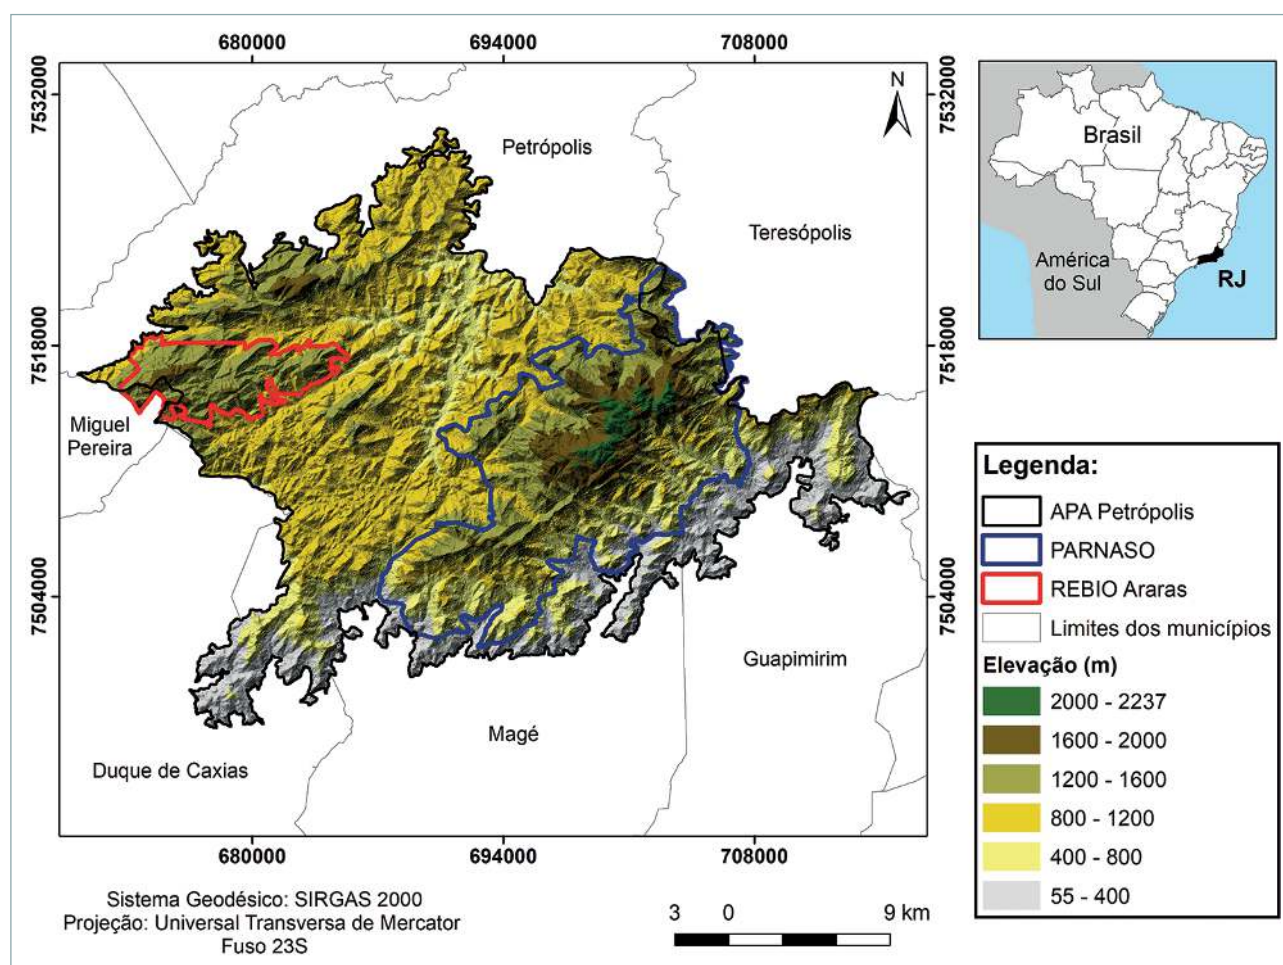 680000
694000
708000
7532000
7532000
N
Petrópolis
Teresópolis
7518000
7518000
Miguel
Pereira
7504000
7504000
Guapimirim
Magé
Duque de Caxias
680000
694000
708000
Sistema Geodésico: SIRGAS 2000
Projeção: Universal Transversa de Mercator
Fuso 23S
3 0 9 km
Brasil
América
do Sul
RJ
Legenda:
APA Petrópolis
PARNASO
REBIO Araras
Limites dos municípios
Elevação (m)
2000 - 2237
1600 - 2000
1200 - 1600
800 - 1200
400 - 800
55 - 400